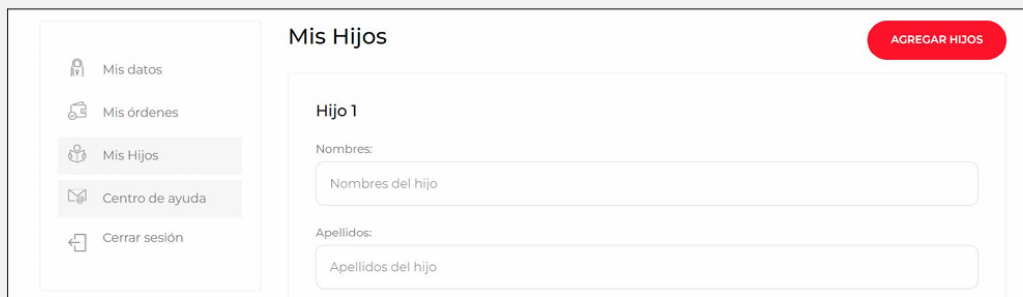 Mis datos
Mis órdenes
Mis Hijos
Centro de ayuda
Cerrar sesión
Mis Hijos
AGREGAR HIJOS
Hijo 1
Nombres:
Nombres del hijo
Apellidos:
Apellidos del hijo